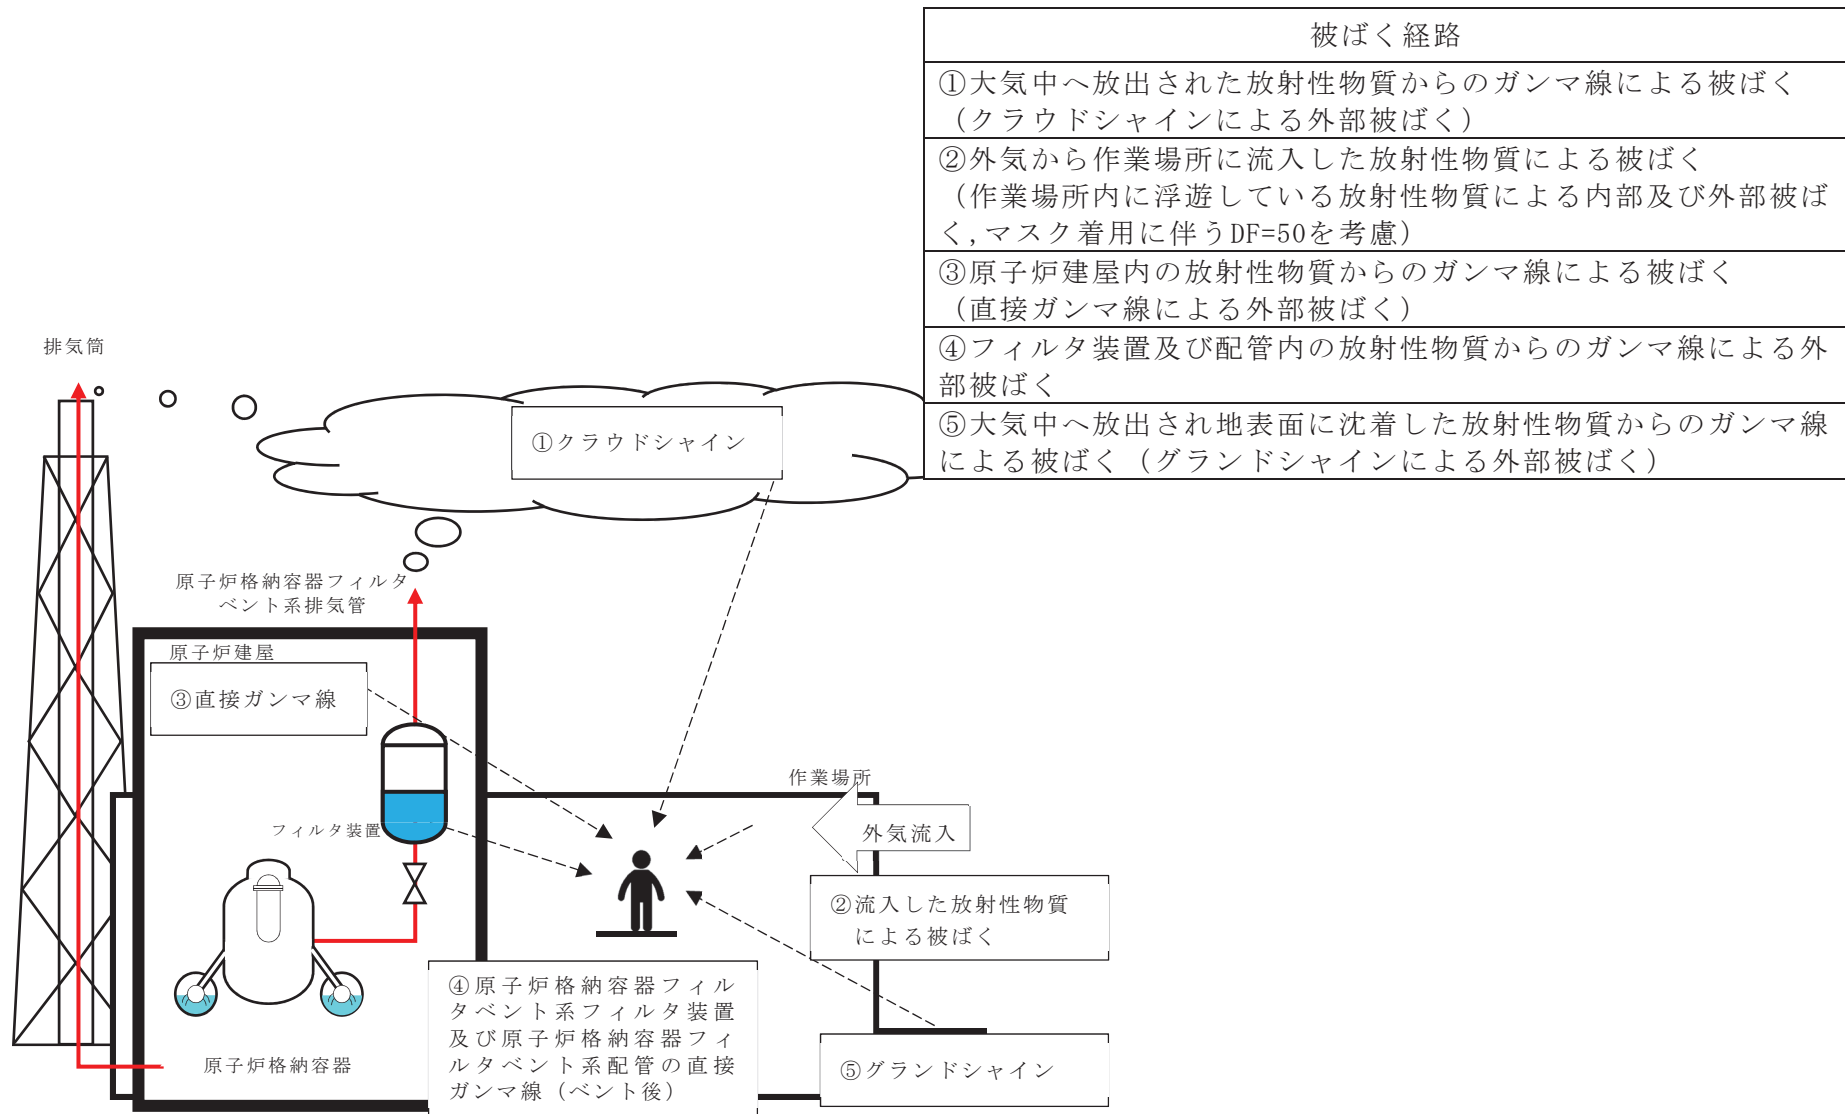 被ばく経路
①大気中へ放出された放射性物質からのガンマ線による被ばく
（クラウドシャインによる外部被ばく）
②外気から作業場所に流入した放射性物質による被ばく
（作業場所内に浮遊している放射性物質による内部及び外部被ば
く,マスク着用に伴うDF=50を考慮）
③原子炉建屋内の放射性物質からのガンマ線による被ばく
（直接ガンマ線による外部被ばく）
④フィルタ装置及び配管内の放射性物質からのガンマ線による外
部被ばく
⑤大気中へ放出され地表面に沈着した放射性物質からのガンマ線
による被ばく（グランドシャインによる外部被ばく）
排気筒
①クラウドシャイン
原子炉格納容器フィルタ
ベント系排気管
原子炉建屋
③直接ガンマ線
作業場所
フィルタ装置
外気流入
②流入した放射性物質
による被ばく
④原子炉格納容器フィル
タベント系フィルタ装置
及び原子炉格納容器フィ
ルタベント系配管の直接
ガンマ線（ベント後）
原子炉格納容器
⑤グランドシャイン